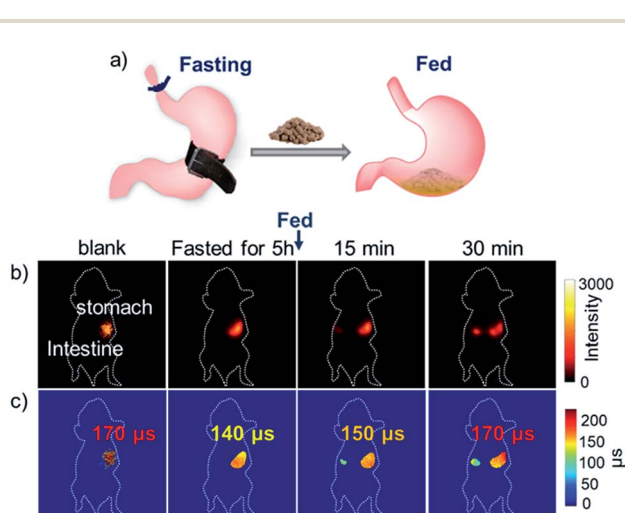 a)
Fasting
Fed
Fed
blank
Fasted for 5h
15 min
30 min
b)
stomach
Intestine
3000
Intensity
0
c)
170 µs
140 µs
150 µs
170 µs
200
150
100
50
0
µs